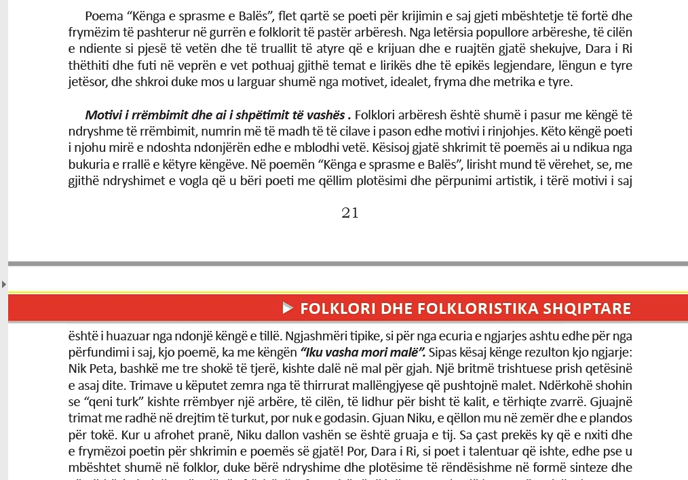 Poema “Kënga e sprasme e Balës”, flet qartë se poeti për krijimin e saj gjeti mbështetje të fortë dhe
frymëzim të pashterur në gurrën e folklorit të pastër arbëresh. Nga letërsia popullore arbëreshe, të cilën
e ndiente si pjesë të vetën dhe të truallit të atyre që e krijuan dhe e ruajtën gjatë shekujve, Dara i Ri
thëthiti dhe futi në veprën e vet pothuaj gjithë temat e lirikës dhe të epikës legjendare, lëngun e tyre
jetësor, dhe shkroi duke mos u larguar shumë nga motivet, idealet, fryma dhe metrika e tyre.
Motivi i rrëmbimit dhe ai i shpëtimit të vashës . Folklori arbëresh është shumë i pasur me këngë të
ndryshme të rrëmbimit, numrin më të madh të të cilave i pason edhe motivi i rinjohjes. Këto këngë poeti
i njohu mirë e ndoshta ndonjërën edhe e mblodhi vetë. Kësisoj gjatë shkrimit të poemës ai u ndikua nga
bukuria e rrallë e këtyre këngëve. Në poemën “Kënga e sprasme e Balës”, lirisht mund të vërehet, se, me
gjithë ndryshimet e vogla që u bëri poeti me qëllim plotësimi dhe përpunimi artistik, i tërë motivi i saj
21
FOLKLORI DHE FOLKLORISTIKA SHQIPTARE
është i huazuar nga ndonjë këngë e tillë. Ngjashmëri tipike, si për nga ecuria e ngjarjes ashtu edhe për nga
përfundimi i saj, kjo poemë, ka me këngën “Iku vasha mori malë”. Sipas kësaj kënge rezulton kjo ngjarje:
Nik Peta, bashkë me tre shokë të tjerë, kishte dalë në mal për gjah. Një britmë trishtuese prish qetësinë
e asaj dite. Trimave u këputet zemra nga të thirrurat mallëngjyese që pushtojnë malet. Ndërkohë shohin
se “qeni turk” kishte rrëmbyer një arbëre, të cilën, të lidhur për bisht të kalit, e tërhiqte zvarrë. Gjuajnë
trimat me radhë në drejtim të turkut, por nuk e godasin. Gjuan Niku, e qëllon mu në zemër dhe e plandos
për tokë. Kur u afrohet pranë, Niku dallon vashën se është gruaja e tij. Sa çast prekës ky që e nxiti dhe
e frymëzoi poetin për shkrimin e poemës së gjatë! Por, Dara i Ri, si poet i talentuar që ishte, edhe pse u
mbështet shumë në folklor, duke bërë ndryshime dhe plotësime të rëndësishme në formë sinteze dhe